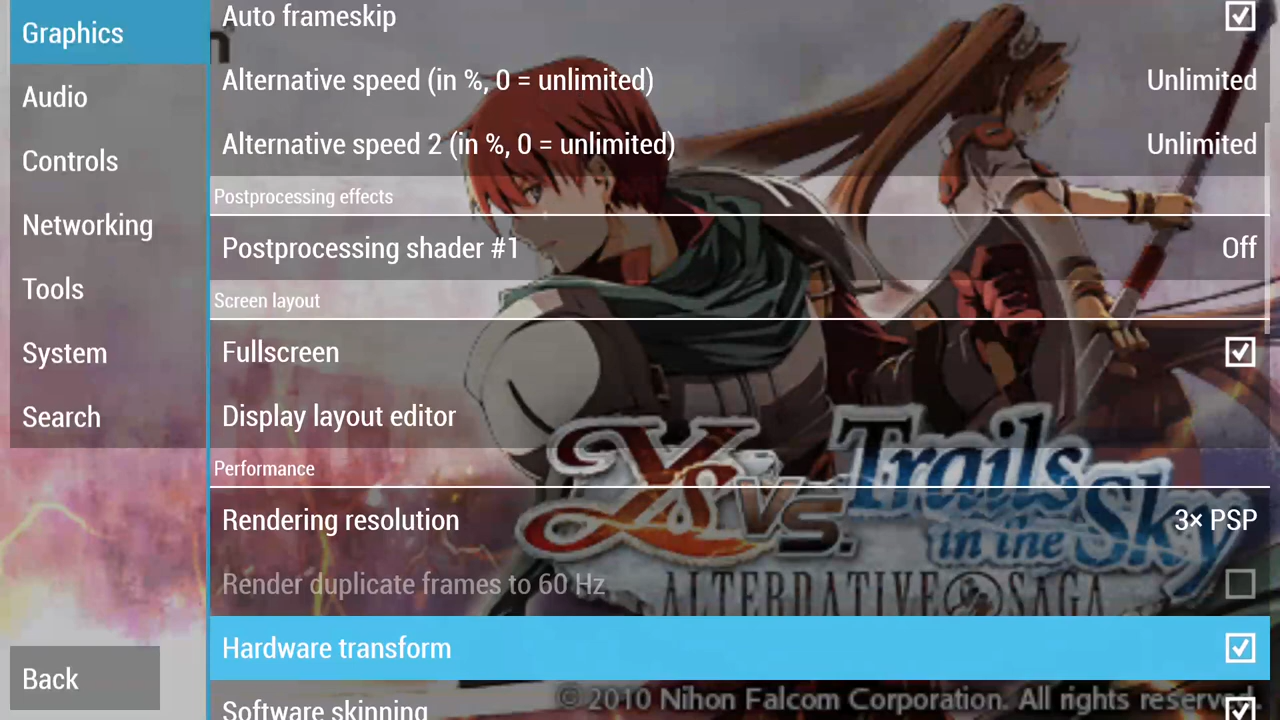 Graphics
Audio
Controls
Networking
Tools
System
Search
Back
Auto frameskip
Alternative speed (in %, 0 = unlimited) Unlimited
Alternative speed 2 (in %, 0 = unlimited) Unlimited
Postprocessing effects
Postprocessing shader #1 Off
Screen layout
Fullscreen
Display layout editor
Performance
Rendering resolution 3× PSP
Render duplicate frames to 60 Hz
Hardware transform
Software skinning
Ys vs. Trails in the Sky
ALTERNATIVE SAGA
© 2010 Nihon Falcom Corporation. All rights reserved.